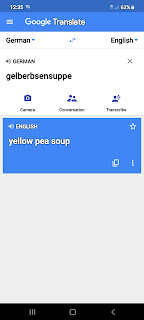 12:35 62%
Google Translate
German English
GERMAN
gelberbsensuppe
Camera Conversation Transcribe
ENGLISH
yellow pea soup